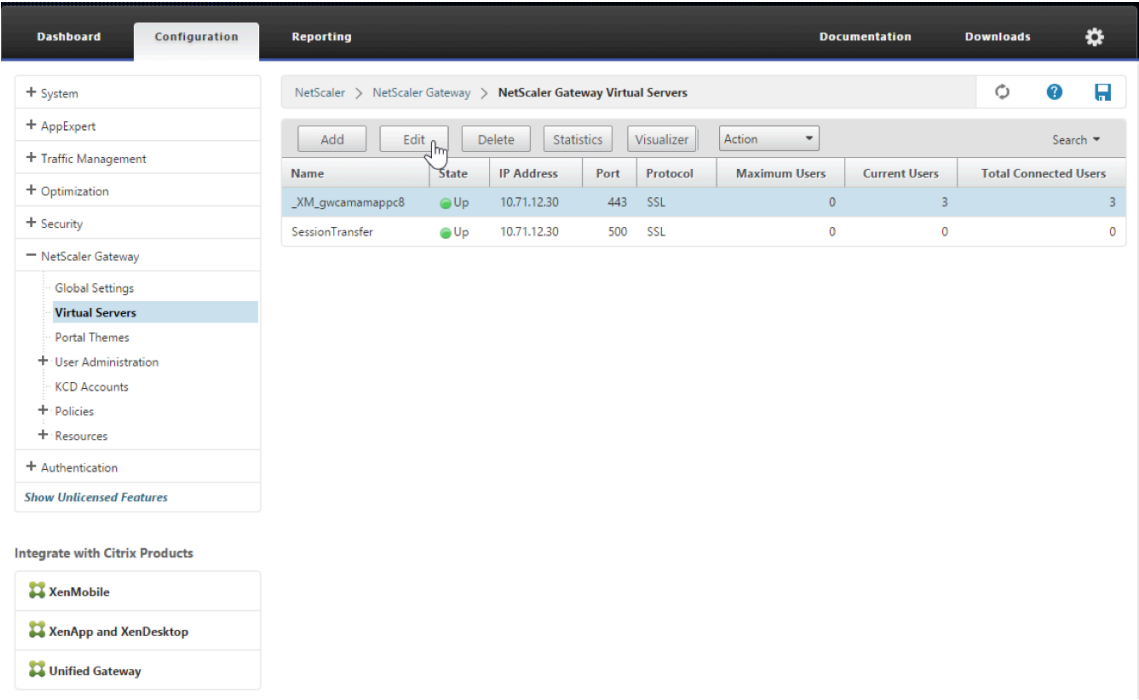 Dashboard Configuration Reporting Documentation Downloads
System
AppExpert
Traffic Management
Optimization
Security
NetScaler Gateway
Global Settings
Virtual Servers
Portal Themes
User Administration
KCD Accounts
Policies
Resources
Authentication
Show Unlicensed Features
Integrate with Citrix Products
XenMobile
XenApp and XenDesktop
Unified Gateway
NetScaler > NetScaler Gateway > NetScaler Gateway Virtual Servers
Add Edit Delete Statistics Visualizer Action Search
Name State IP Address Port Protocol Maximum Users Current Users Total Connected Users
_XM_gwcamamappc8 Up 10.71.12.30 443 SSL 0 3 3
SessionTransfer Up 10.71.12.30 500 SSL 0 0 0